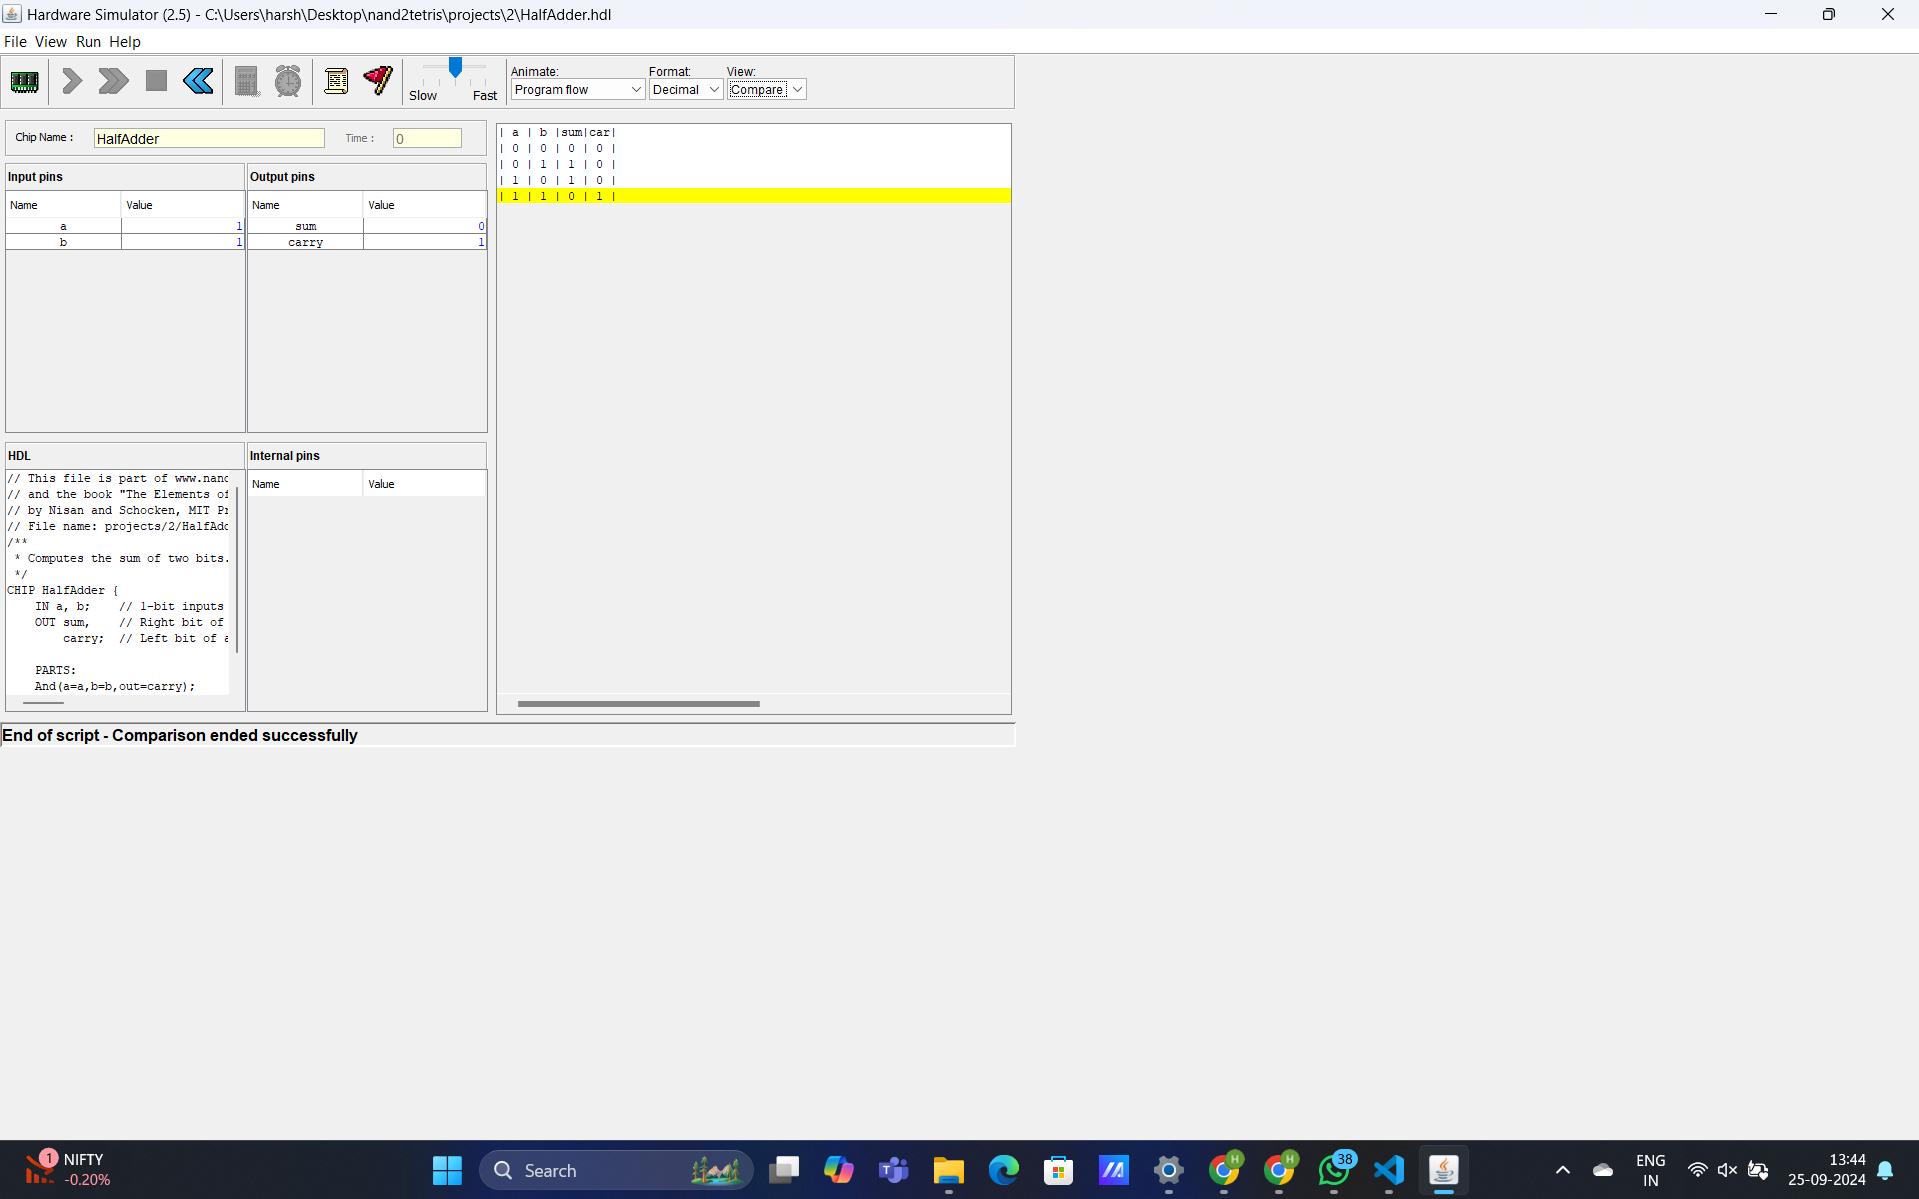 Hardware Simulator (2.5) - C:\Users\harsh\Desktop\nand2tetris\projects\2\HalfAdder.hdl
File View Run Help
Slow Fast
Animate: Format: View:
Program flow Decimal Compare
Chip Name : HalfAdder Time : 0
Input pins
Name Value
a 1
b 1
Output pins
Name Value
sum 0
carry 1
| a | b |sum|car|
| 0 | 0 | 0 | 0 |
| 0 | 1 | 1 | 0 |
| 1 | 0 | 1 | 0 |
| 1 | 1 | 0 | 1 |
HDL
// This file is part of www.nand
// and the book "The Elements of
// by Nisan and Schocken, MIT Pr
// File name: projects/2/HalfAdd
/**
* Computes the sum of two bits.
*/
CHIP HalfAdder {
IN a, b; // 1-bit inputs
OUT sum, // Right bit of
carry; // Left bit of a
PARTS:
And(a=a,b=b,out=carry);
Internal pins
Name Value
End of script - Comparison ended successfully
1
NIFTY
-0.20%
Search
H
H
38
ENG
IN
13:44
25-09-2024